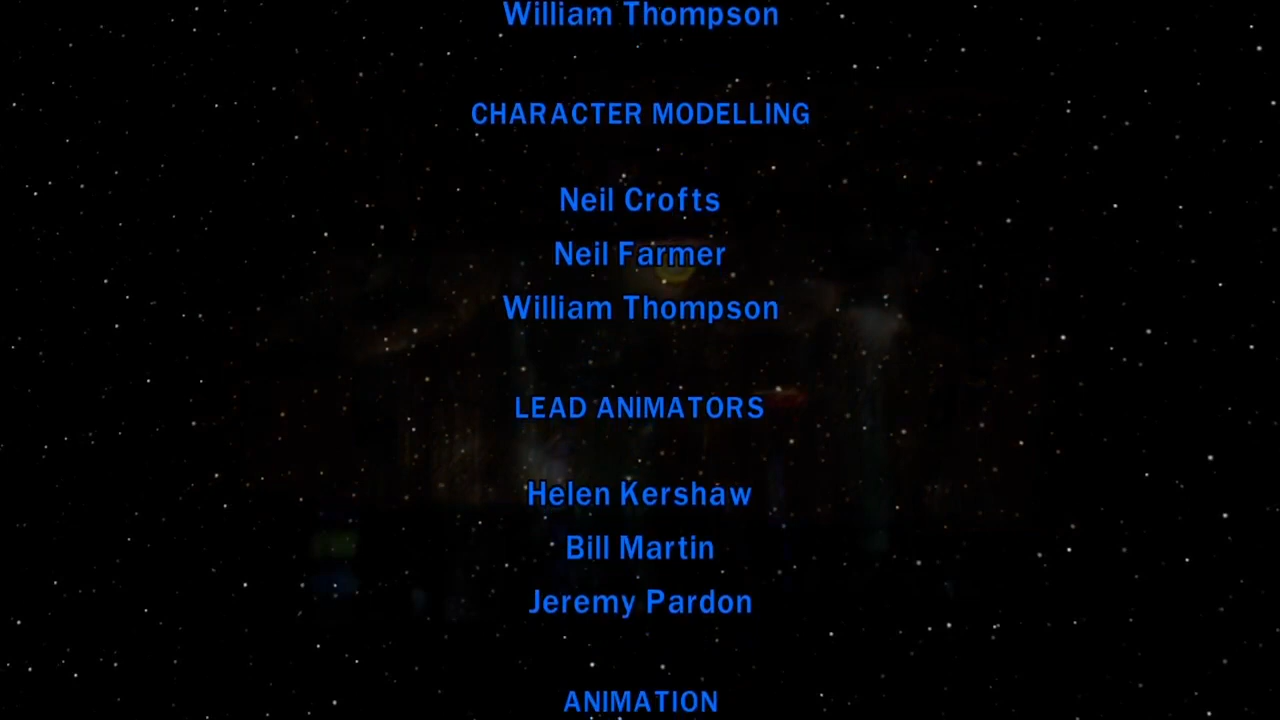 William Thompson
CHARACTER MODELLING
Neil Crofts
Neil Farmer
William Thompson
LEAD ANIMATORS
Helen Kershaw
Bill Martin
Jeremy Pardon
ANIMATION